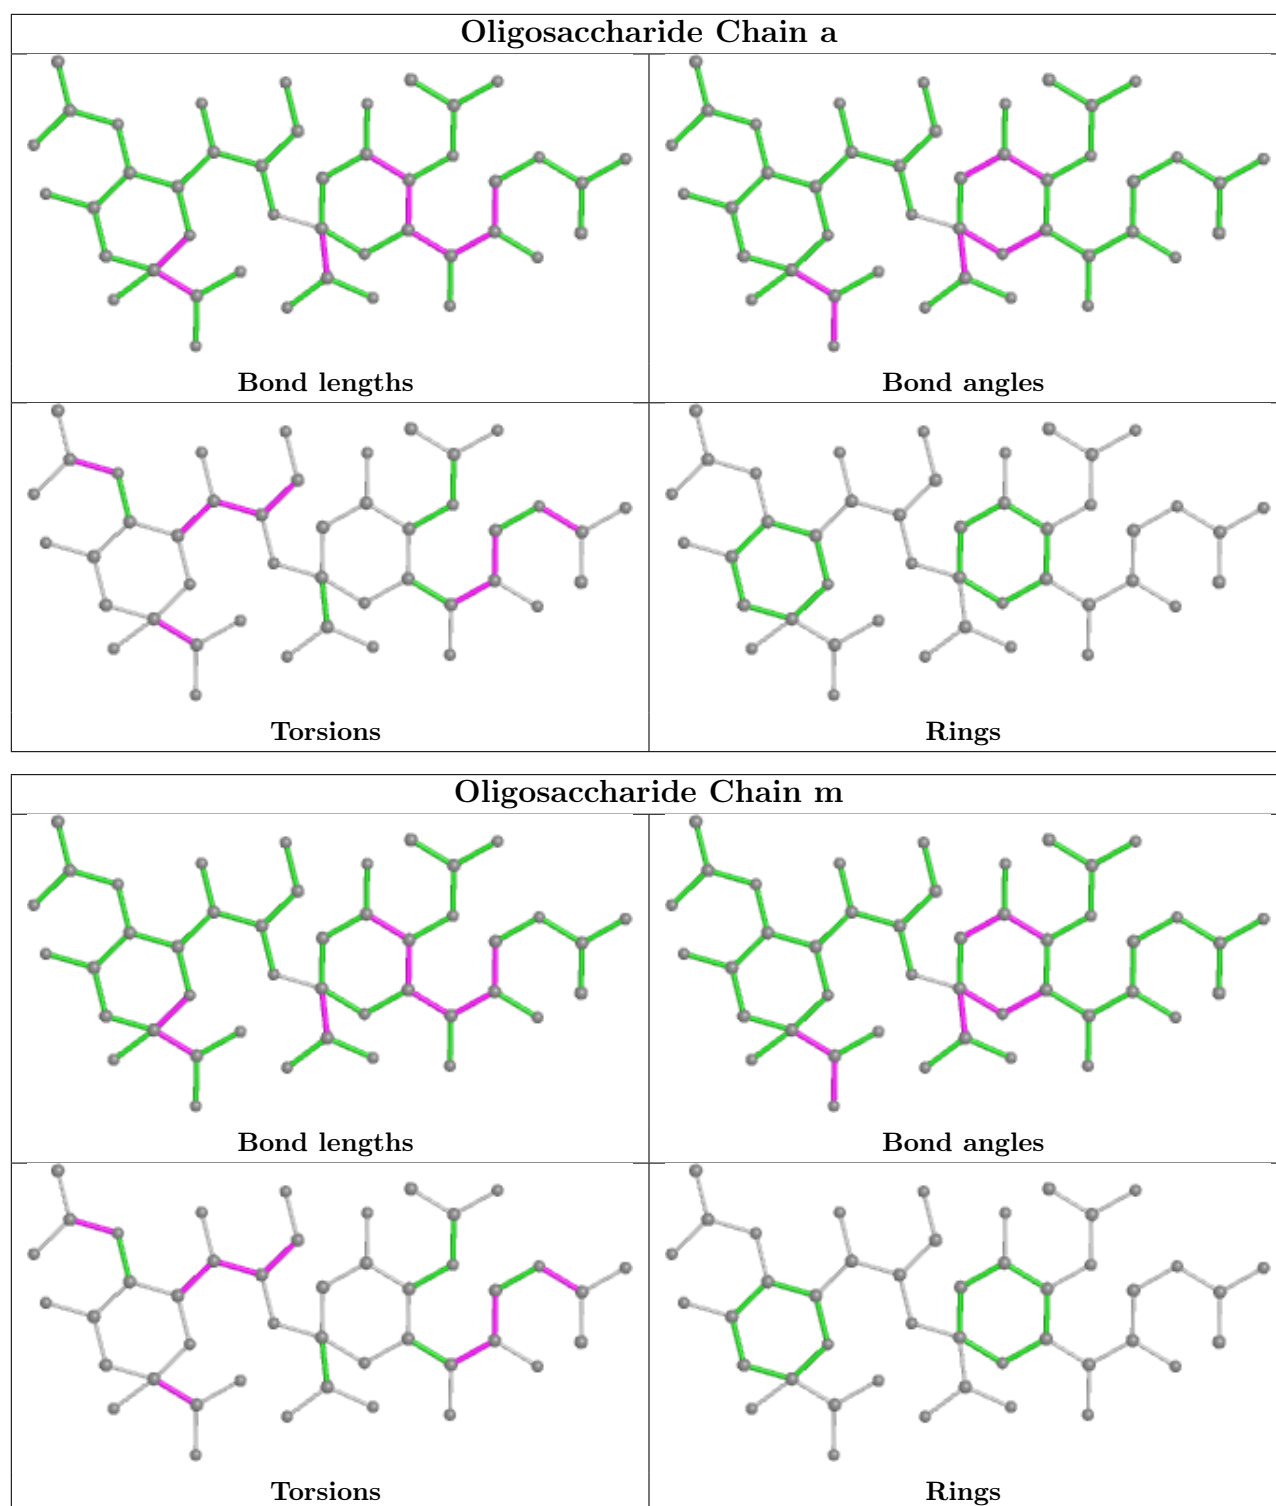 Oligosaccharide Chain a
Bond lengths
Bond angles
Torsions
Rings
Oligosaccharide Chain m
Bond lengths
Bond angles
Torsions
Rings